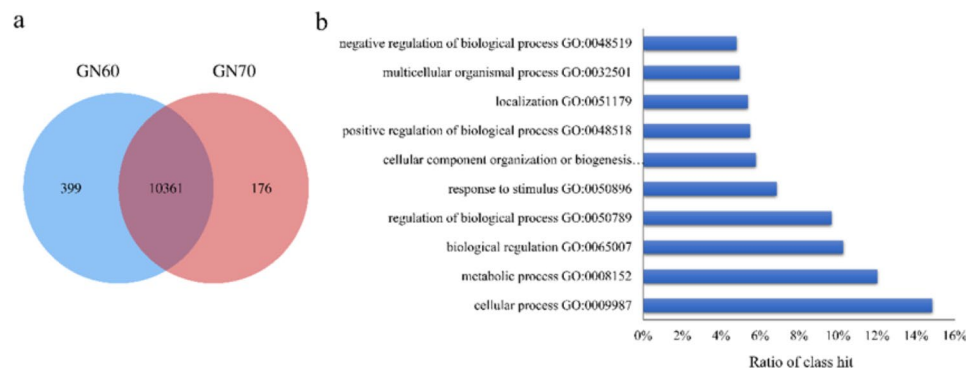 a
GN60
GN70
399
10361
176
b
negative regulation of biological process GO:0048519
multicellular organismal process GO:0032501
localization GO:0051179
positive regulation of biological process GO:0048518
cellular component organization or biogenesis...
response to stimulus GO:0050896
regulation of biological process GO:0050789
biological regulation GO:0065007
metabolic process GO:0008152
cellular process GO:0009987
0% 2% 4% 6% 8% 10% 12% 14% 16%
Ratio of class hit